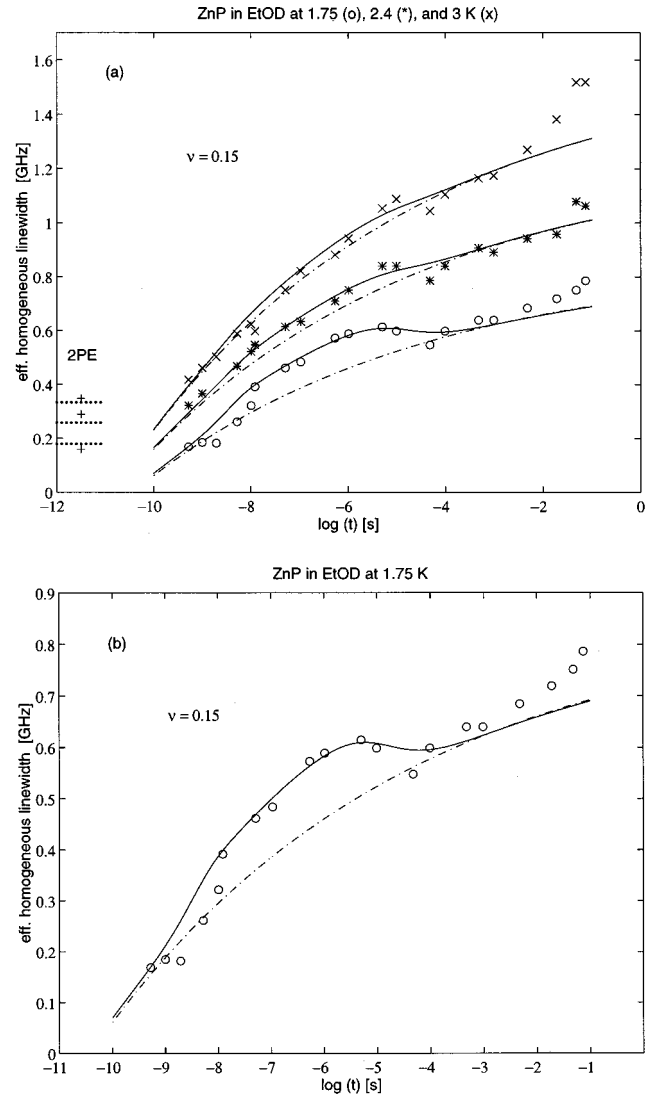 ZnP in EtOD at 1.75 (o), 2.4 (*), and 3 K (x)
1.6
(a)
1.4
1.2
ν = 0.15
1
0.8
0.6
2PE
0.4
0.2
0
eff. homogeneous linewidth [GHz]
−12 −10 −8 −6 −4 −2 0
log (t) [s]
ZnP in EtOD at 1.75 K
0.9
(b)
0.8
0.7
ν = 0.15
0.6
0.5
0.4
0.3
0.2
0.1
0
eff. homogeneous linewidth [GHz]
−11 −10 −9 −8 −7 −6 −5 −4 −3 −2 −1
log (t) [s]